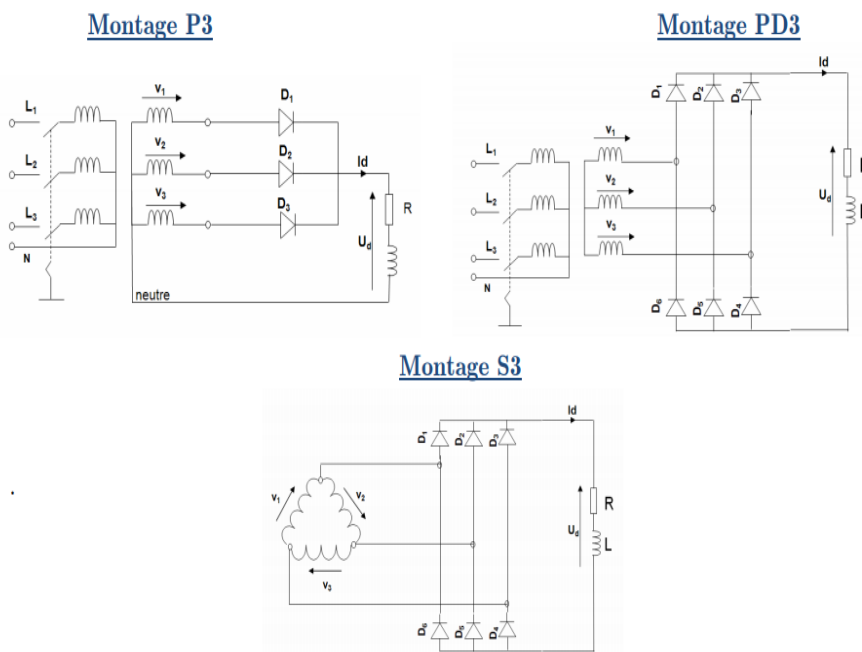 Montage P3
L1
L2
L3
N
v1
v2
v3
D1
D2
D3
Id
R
Ud
neutre
Montage PD3
L1
L2
L3
N
v1
v2
v3
D1
D2
D3
Id
Ud
D6
D5
D4
Montage S3
v1
v2
v3
D1
D2
D3
Id
R
Ud
L
D6
D5
D4